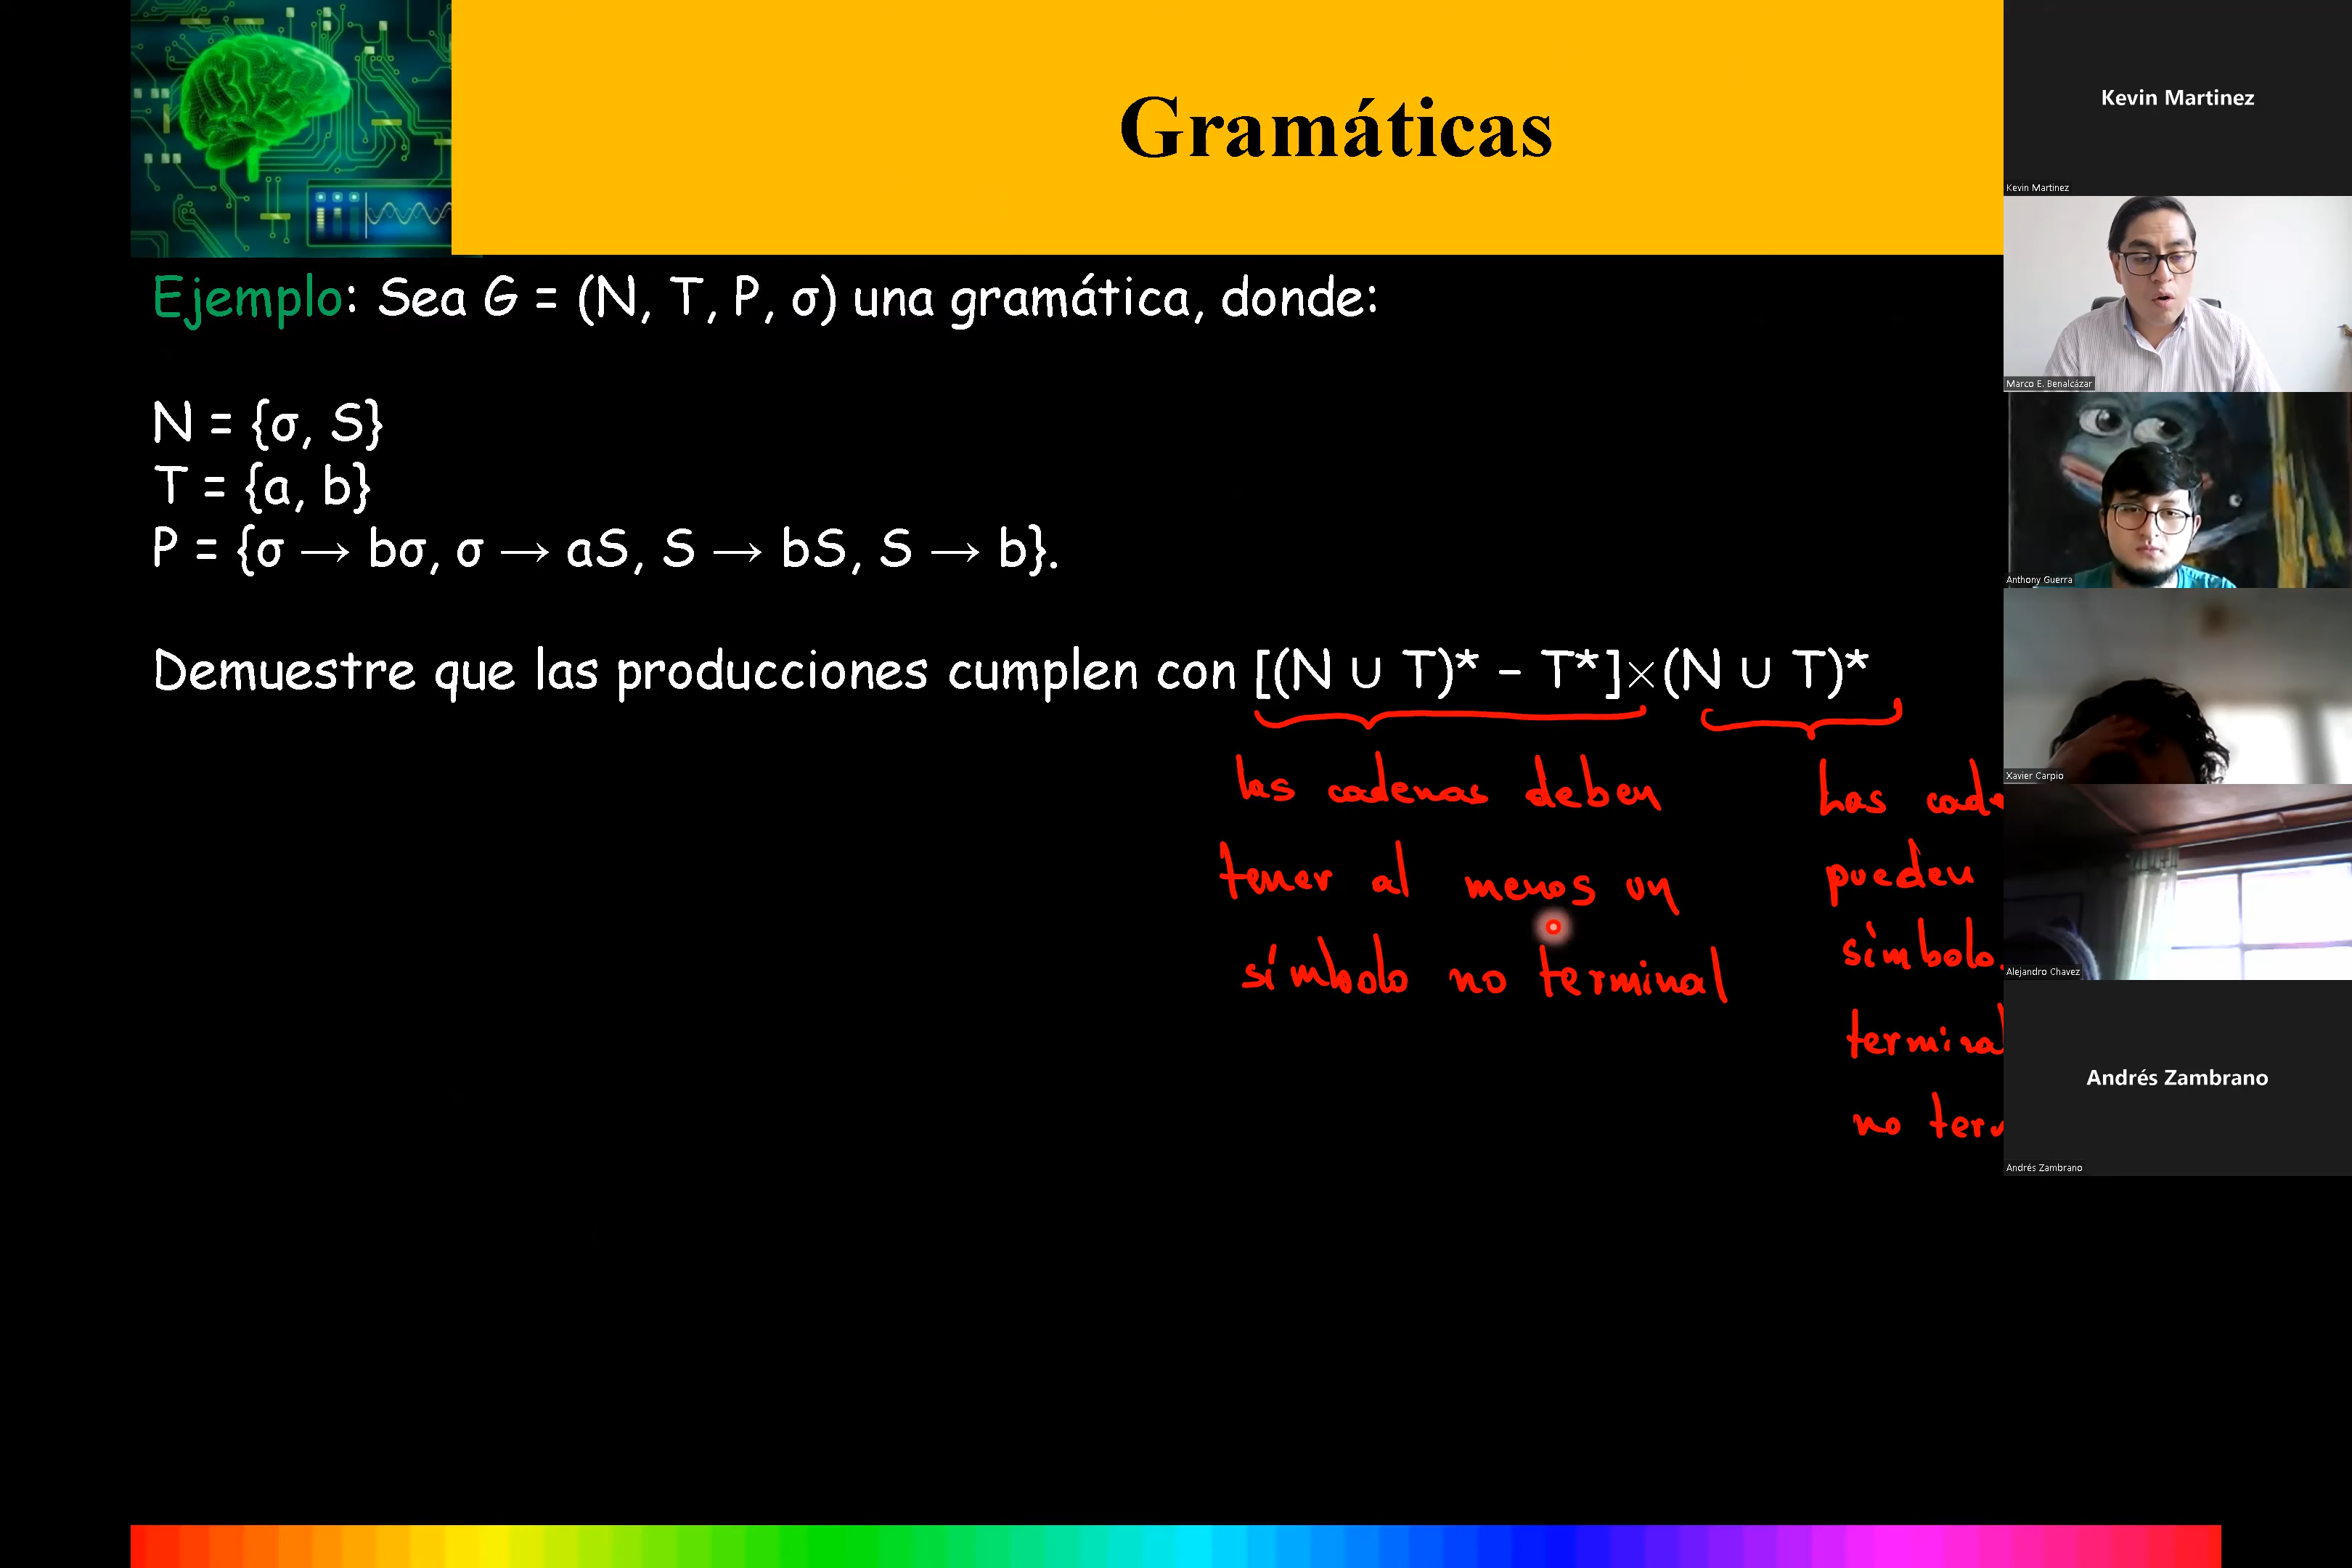 Gramáticas
Ejemplo: Sea G = (N, T, P, σ) una gramática, donde:
N = {σ, S}
T = {a, b}
P = {σ → bσ, σ → aS, S → bS, S → b}.
Demuestre que las producciones cumplen con [(N ∪ T)* – T*]×(N ∪ T)*
las cadenas deben
tener al menos un
símbolo no terminal
Las
pueden
símbolo
no
Kevin Martinez
Kevin Martinez
Marco E. Benalcázar
Anthony Guerra
Xavier Carpio
Alejandro Chavez
Andrés Zambrano
Andrés Zambrano